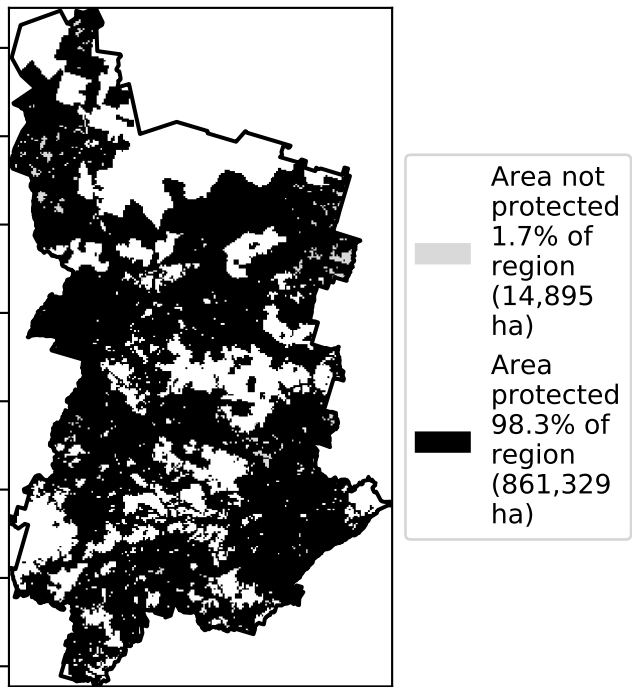 Area not
protected
1.7% of
region
(14,895
ha)
Area
protected
98.3% of
region
(861,329
ha)